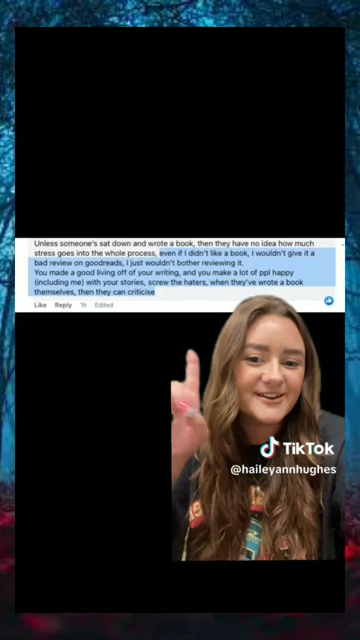 Unless someone's sat down and wrote a book, then they have no idea how much
stress goes into the whole process, even if I didn't like a book, I wouldn't give it a
bad review on goodreads, I just wouldn't bother reviewing it.
You made a good living off of your writing, and you make a lot of ppl happy
(including me) with your stories, screw the haters, when they've wrote a book
themselves, then they can criticise
Like Reply 1h Edited
TikTok
@haileyannhughes